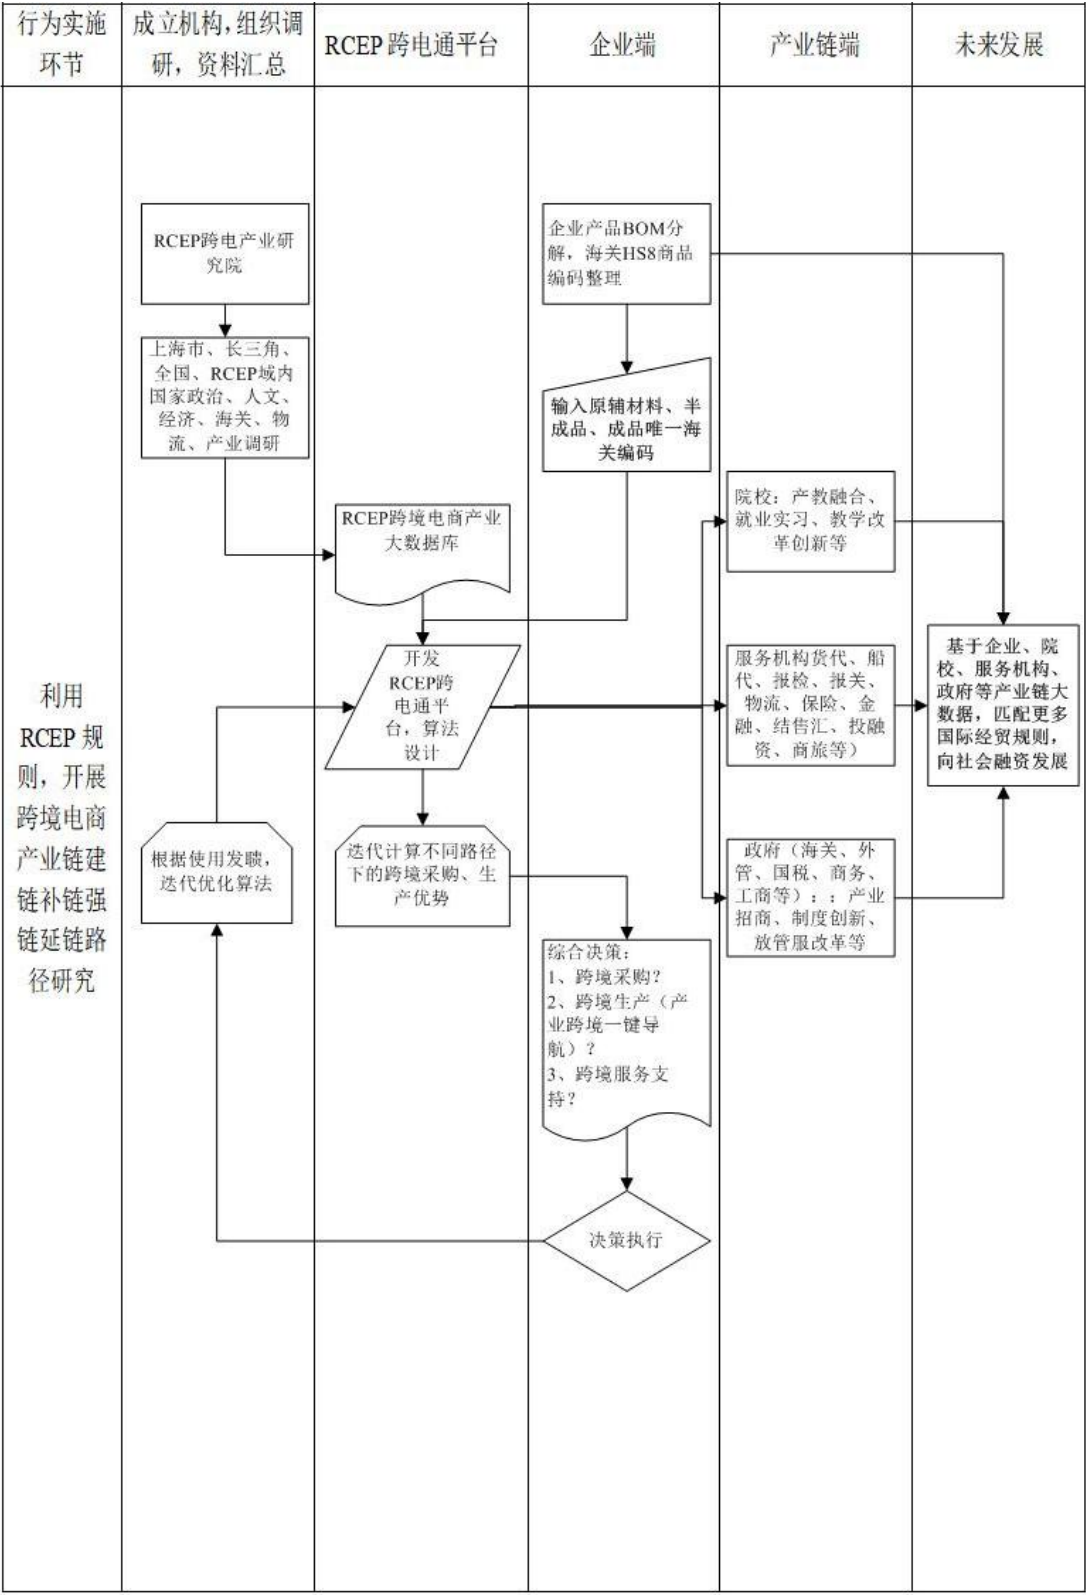 行为实施
环节
成立机构,组织调
研，资料汇总
RCEP 跨电通平台
企业端
产业链端
未来发展
利用
RCEP 规
则，开展
跨境电商
产业链建
链补链强
链延链路
径研究
RCEP跨电产业研
究院
上海市、长三角、
全国、RCEP域内
国家政治、人文、
经济、海关、物
流、产业调研
根据使用发聩，
迭代优化算法
RCEP跨境电商产业
大数据库
开发
RCEP跨
电通平
台，算法
设计
迭代计算不同路径
下的跨境采购、生
产优势
企业产品BOM分
解，海关HS8商品
编码整理
输入原辅材料、半
成品、成品唯一海
关编码
综合决策：
1、跨境采购？
2、跨境生产（产
业跨境一键导
航）？
3、跨境服务支
持？
决策执行
院校：产教融合、
就业实习、教学改
革创新等
服务机构货代、船
代、报检、报关、
物流、保险、金
融、结售汇、投融
资、商旅等）
政府（海关、外
管、国税、商务、
工商等）：：产业
招商、制度创新、
放管服改革等
基于企业、院
校、服务机构、
政府等产业链大
数据，匹配更多
国际经贸规则，
向社会融资发展